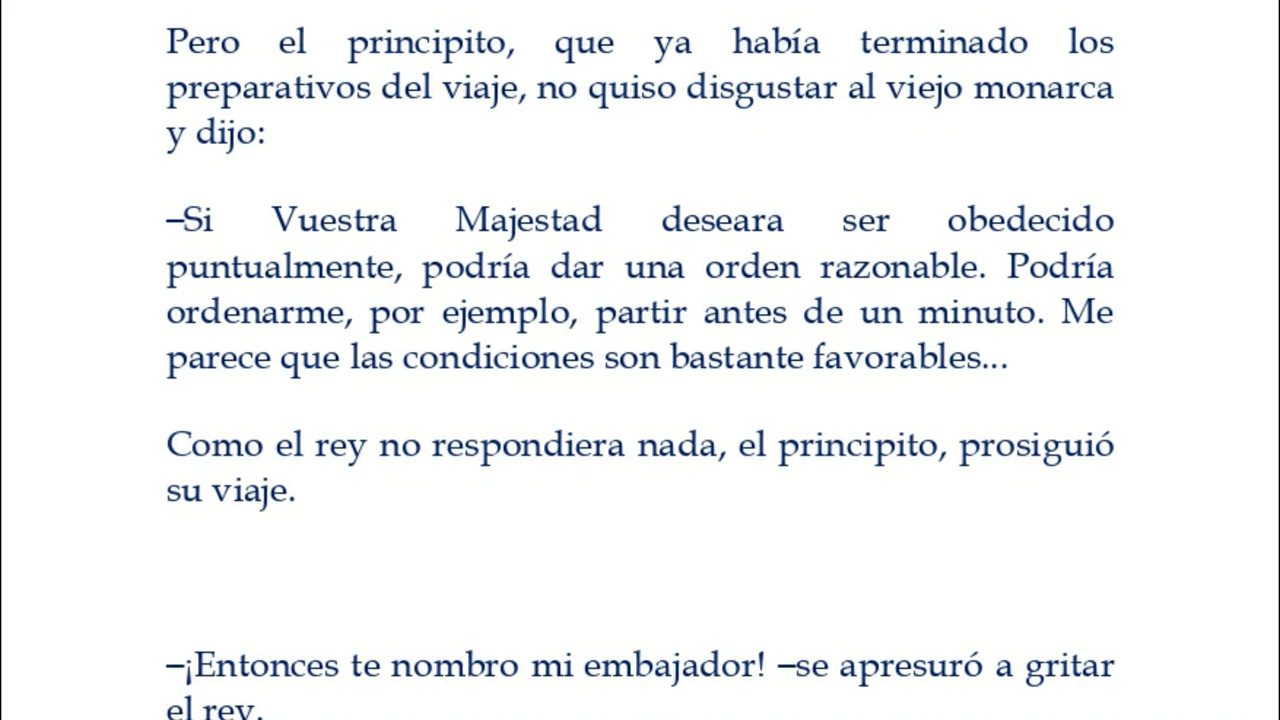 Pero el principito, que ya había terminado los
preparativos del viaje, no quiso disgustar al viejo monarca
y dijo:
–Si Vuestra Majestad deseara ser obedecido
puntualmente, podría dar una orden razonable. Podría
ordenarme, por ejemplo, partir antes de un minuto. Me
parece que las condiciones son bastante favorables...
Como el rey no respondiera nada, el principito, prosiguió
su viaje.
–¡Entonces te nombro mi embajador! –se apresuró a gritar
el rey.